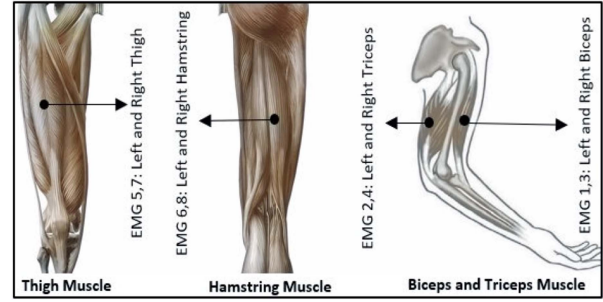 EMG 5,7: Left and Right Thigh
EMG 6,8: Left and Right Hamstring
EMG 2,4: Left and Right Triceps
EMG 1,3: Left and Right Biceps
Thigh Muscle
Hamstring Muscle
Biceps and Triceps Muscle